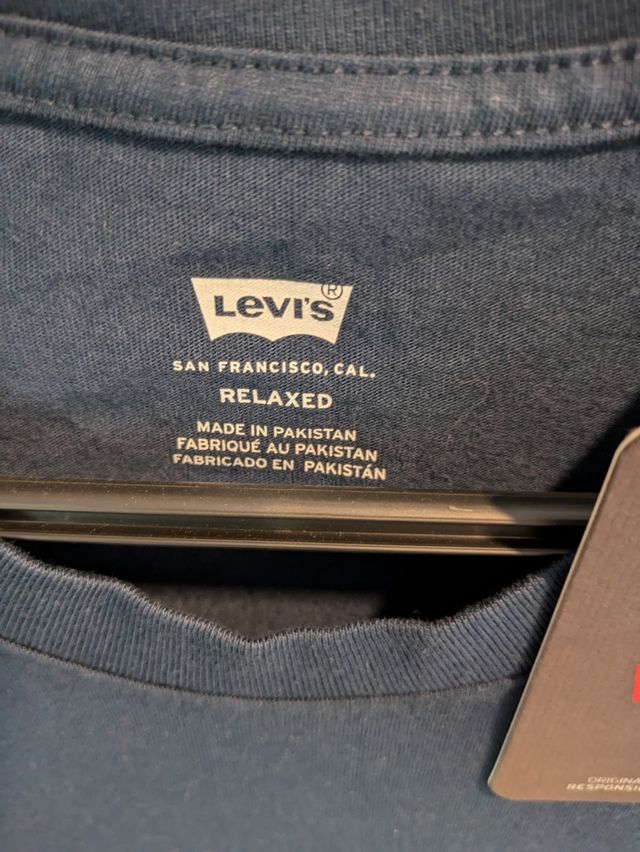 Levi's®
SAN FRANCISCO, CAL.
RELAXED
MADE IN PAKISTAN
FABRIQUÉ AU PAKISTAN
FABRICADO EN PAKISTÁN